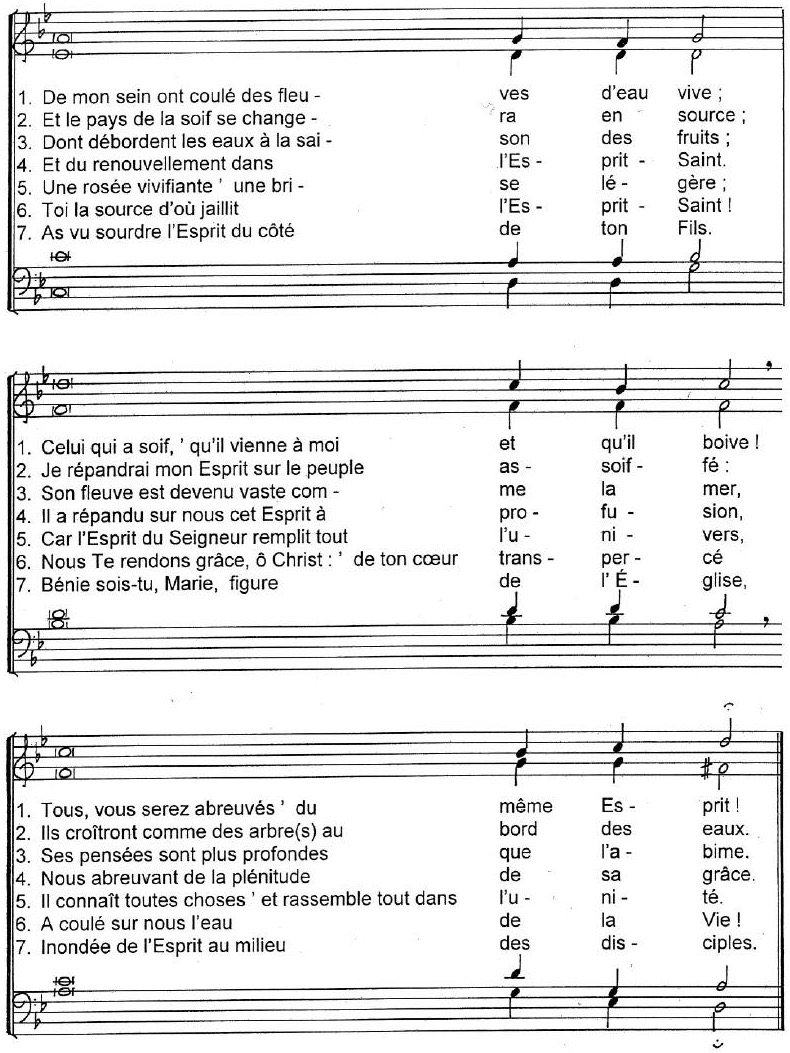 1. De mon sein ont coulé des fleu - ves d'eau vive ;
2. Et le pays de la soif se change - ra en source ;
3. Dont débordent les eaux à la sai - son des fruits ;
4. Et du renouvellement dans l'Es - prit - Saint.
5. Une rosée vivifiante ' une bri - se lé - gère ;
6. Toi la source d'où jaillit l'Es - prit - Saint !
7. As vu sourdre l'Esprit du côté de ton Fils.
1. Celui qui a soif, ' qu'il vienne à moi et qu'il boive !
2. Je répandrai mon Esprit sur le peuple as - soif - fé :
3. Son fleuve est devenu vaste com - me la mer,
4. Il a répandu sur nous cet Esprit à pro - fu - sion,
5. Car l'Esprit du Seigneur remplit tout l'u - ni - vers,
6. Nous Te rendons grâce, ô Christ : ' de ton cœur trans - per - cé
7. Bénie sois-tu, Marie, figure de l' É - glise,
1. Tous, vous serez abreuvés ' du même Es - prit !
2. Ils croîtront comme des arbre(s) au bord des eaux.
3. Ses pensées sont plus profondes que l'a - bime.
4. Nous abreuvant de la plénitude de sa grâce.
5. Il connaît toutes choses ' et rassemble tout dans l'u - ni - té.
6. A coulé sur nous l'eau de la Vie !
7. Inondée de l'Esprit au milieu des dis - ciples.